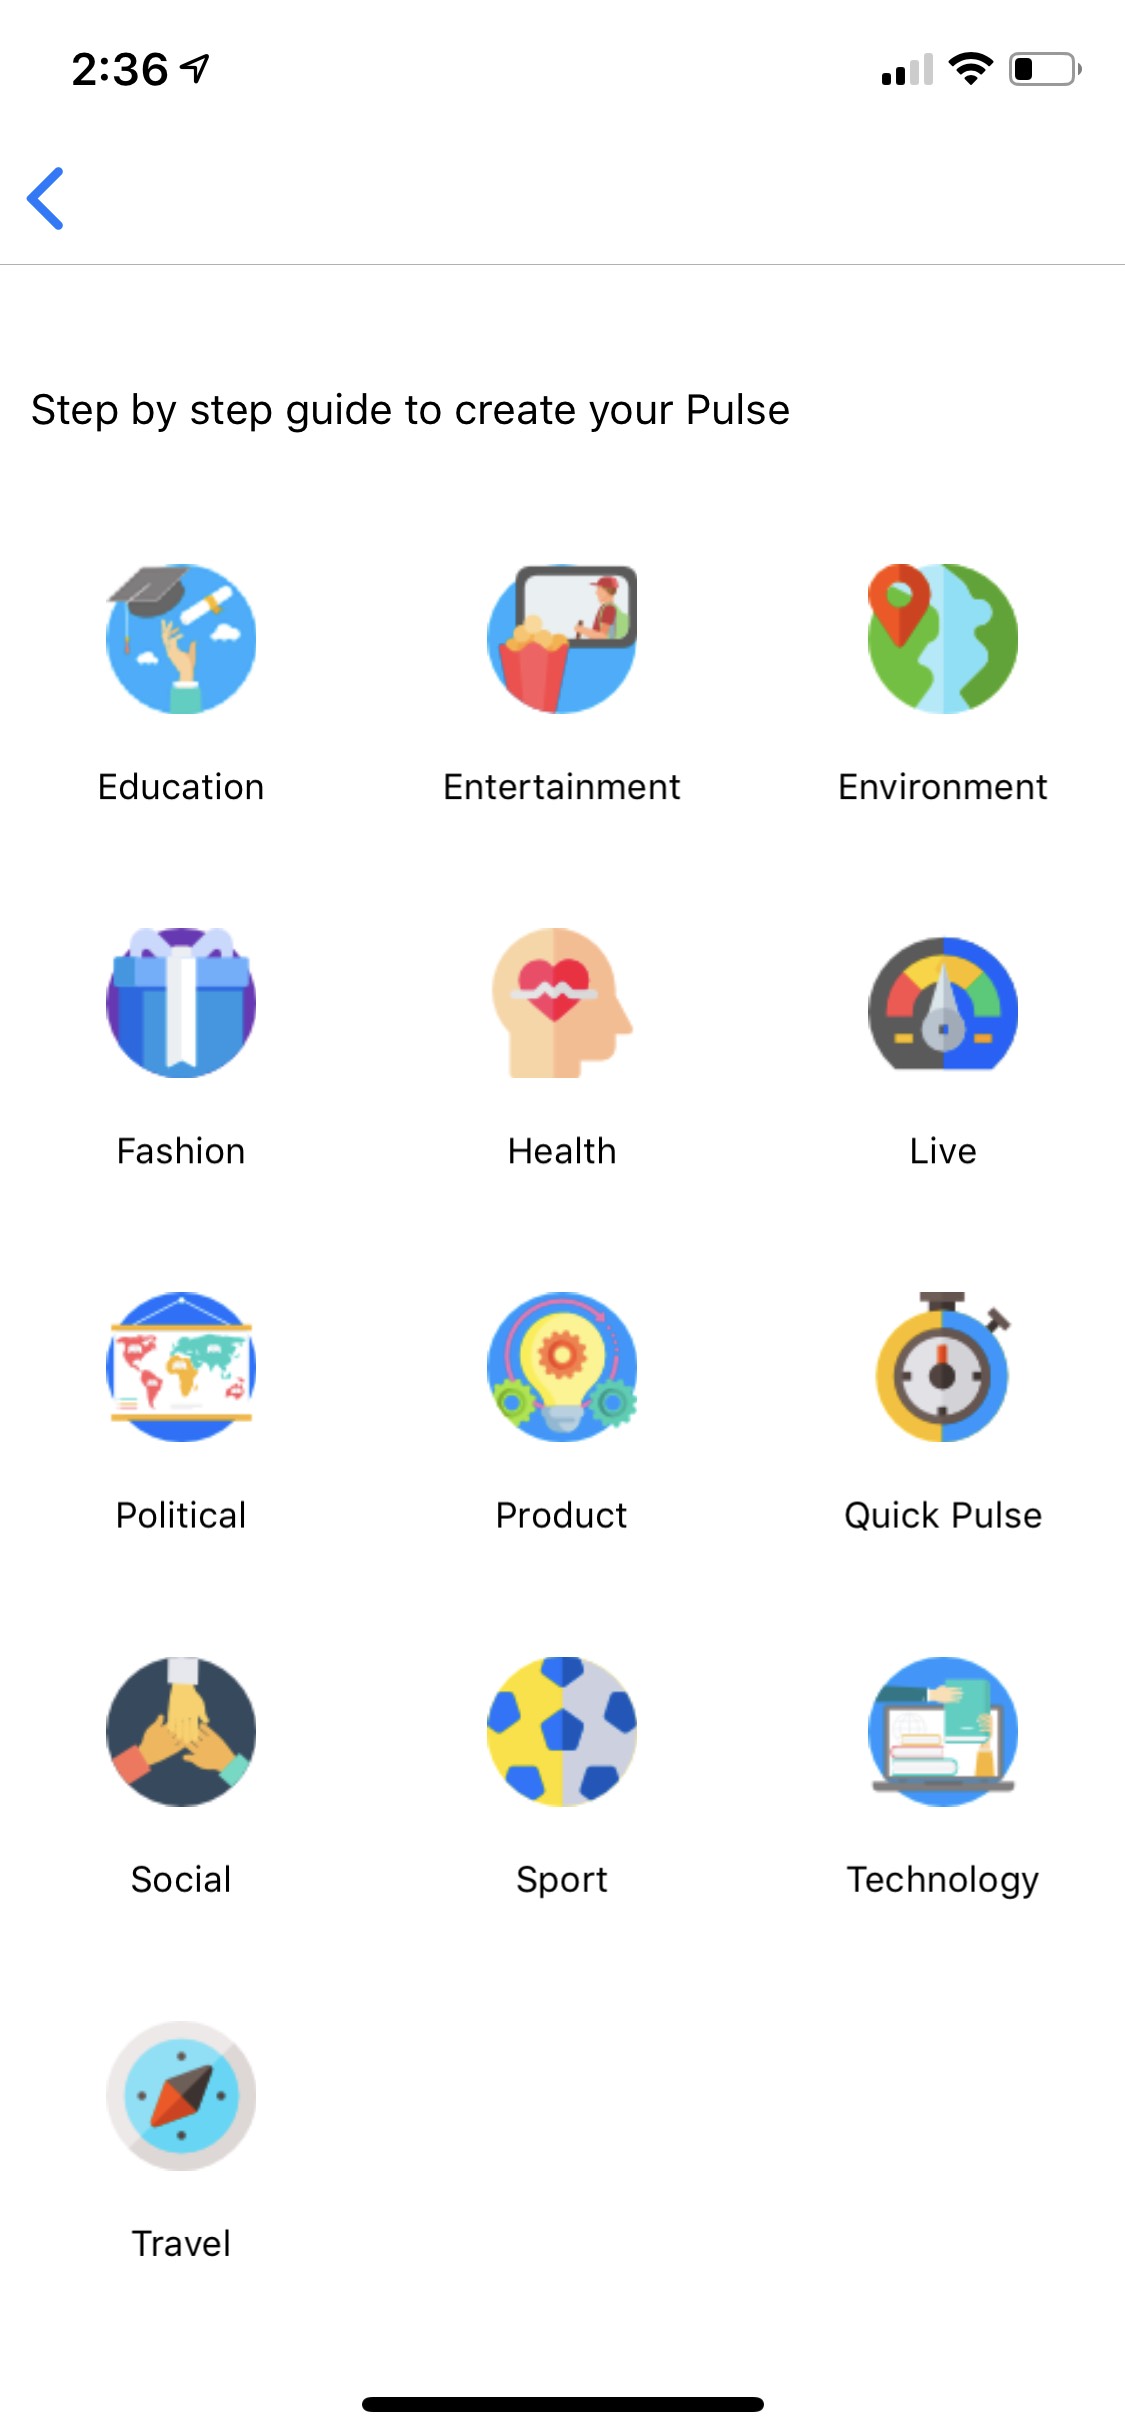 2:36
Step by step guide to create your Pulse
Education
Entertainment
Environment
Fashion
Health
Live
Political
Product
Quick Pulse
Social
Sport
Technology
Travel